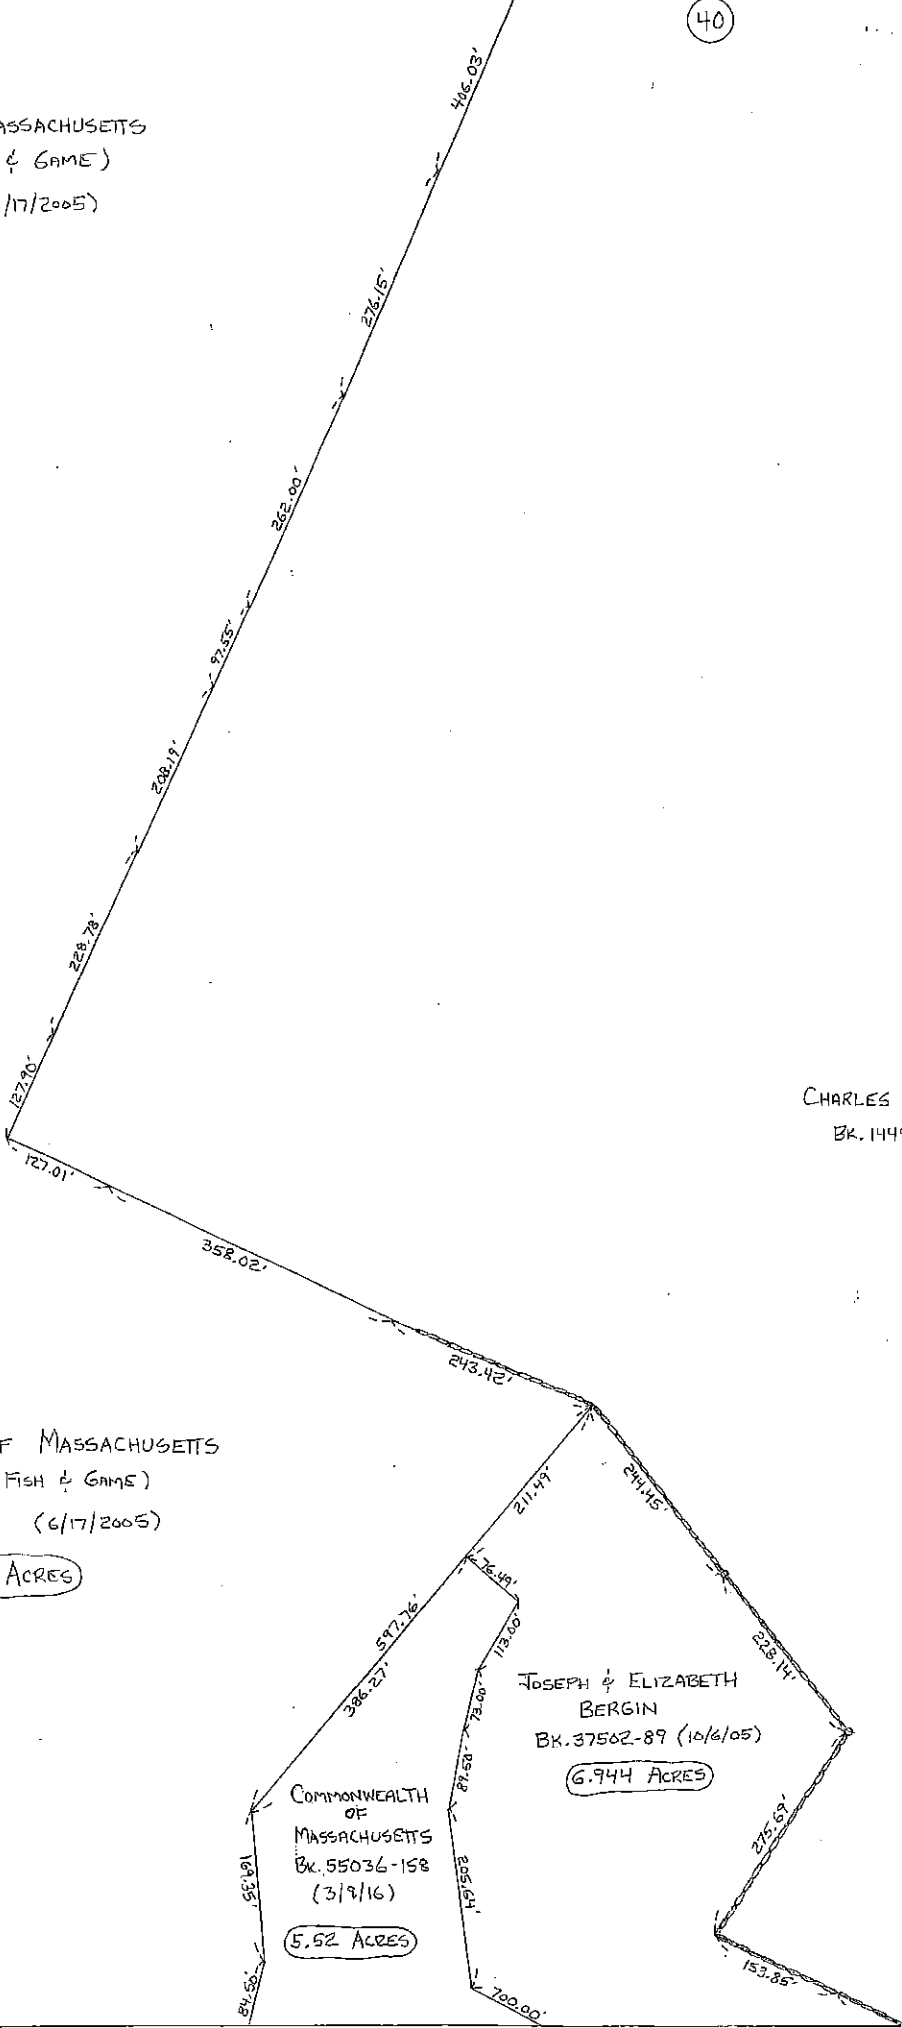 40
406.03'
ASSACHUSETTS
& GAME)
/17/2005)
276.15'
262.00'
97.55'
208.19'
228.78'
127.90'
CHARLES
BK. 144
127.01'
358.02'
243.42'
F MASSACHUSETTS
FISH & GAME)
(6/17/2005)
ACRES
211.49'
244.45'
76.49'
597.76'
113.00'
386.27'
228.14'
73.00'
JOSEPH & ELIZABETH
BERGIN
BK. 37502-89 (10/6/05)
6.944 ACRES
89.50'
COMMONWEALTH
OF
MASSACHUSETTS
BK. 55036-158
(3/9/16)
5.52 ACRES
275.69'
169.35'
205.64'
153.85'
84.50'
700.00'